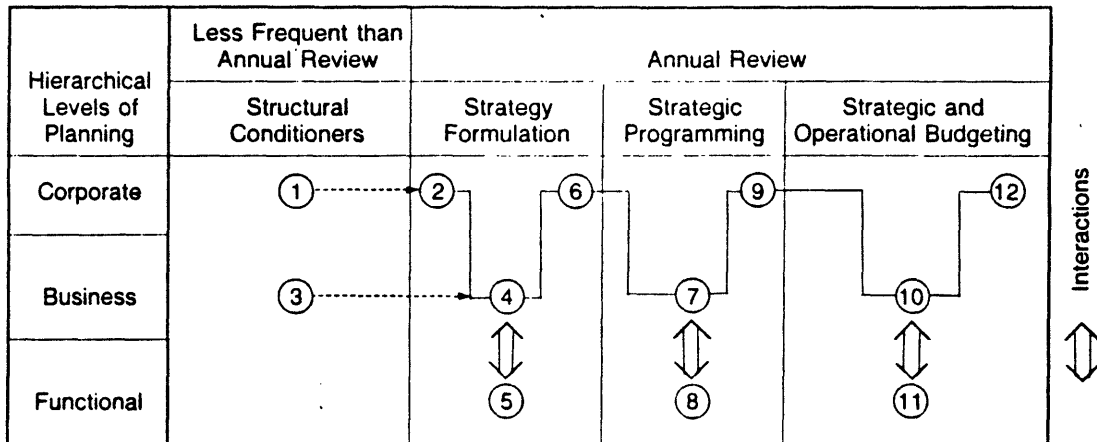 Less Frequent than
Annual Review
Annual Review
Hierarchical
Levels of
Planning
Structural
Conditioners
Strategy
Formulation
Strategic
Programming
Strategic and
Operational Budgeting
Corporate
1
2
6
9
12
Business
3
4
7
10
Functional
5
8
11
Interactions